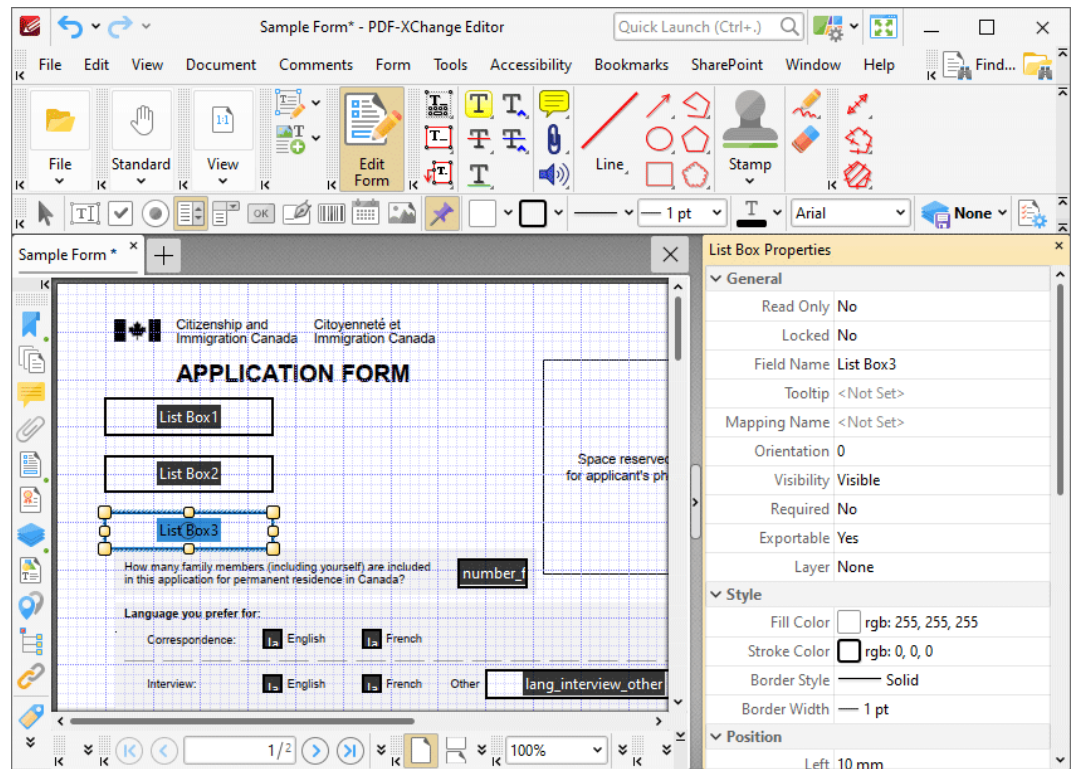 Sample Form* - PDF-XChange Editor
Quick Launch (Ctrl+.)
File Edit View Document Comments Form Tools Accessibility Bookmarks SharePoint Window Help Find...
File
Standard
1:1
View
Edit
Form
Line
Stamp
OK
1 pt
Arial
None
Sample Form *
List Box Properties
Citizenship and
Immigration Canada
Citoyenneté et
Immigration Canada
APPLICATION FORM
List Box1
List Box2
List Box3
Space reserved
for applicant's ph
How many family members (including yourself) are included
in this application for permanent residence in Canada?
number_f
Language you prefer for:
Correspondence: la English la French
Interview: la English la French Other lang_interview_other
1/2
100%
General
Read Only No
Locked No
Field Name List Box3
Tooltip <Not Set>
Mapping Name <Not Set>
Orientation 0
Visibility Visible
Required No
Exportable Yes
Layer None
Style
Fill Color rgb: 255, 255, 255
Stroke Color rgb: 0, 0, 0
Border Style Solid
Border Width 1 pt
Position
Left 10 mm